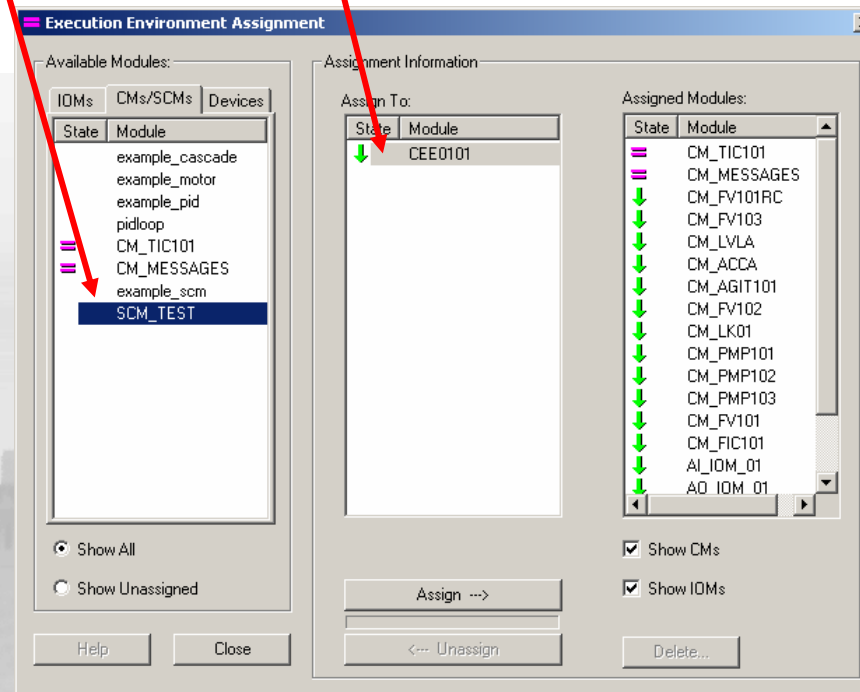 Execution Environment Assignment
Available Modules:
IOMs
CMs/SCMs
Devices
State Module
example_cascade
example_motor
example_pid
pidloop
CM_TIC101
CM_MESSAGES
example_scm
SCM_TEST
Show All
Show Unassigned
Help
Close
Assignment Information
Assign To:
State Module
CEE0101
Assign --->
<--- Unassign
Assigned Modules:
State Module
CM_TIC101
CM_MESSAGES
CM_FV101RC
CM_FV103
CM_LVLA
CM_ACCA
CM_AGIT101
CM_FV102
CM_LK01
CM_PMP101
CM_PMP102
CM_PMP103
CM_FV101
CM_FIC101
AI_IOM_01
AO_IOM_01
Show CMs
Show IOMs
Delete...